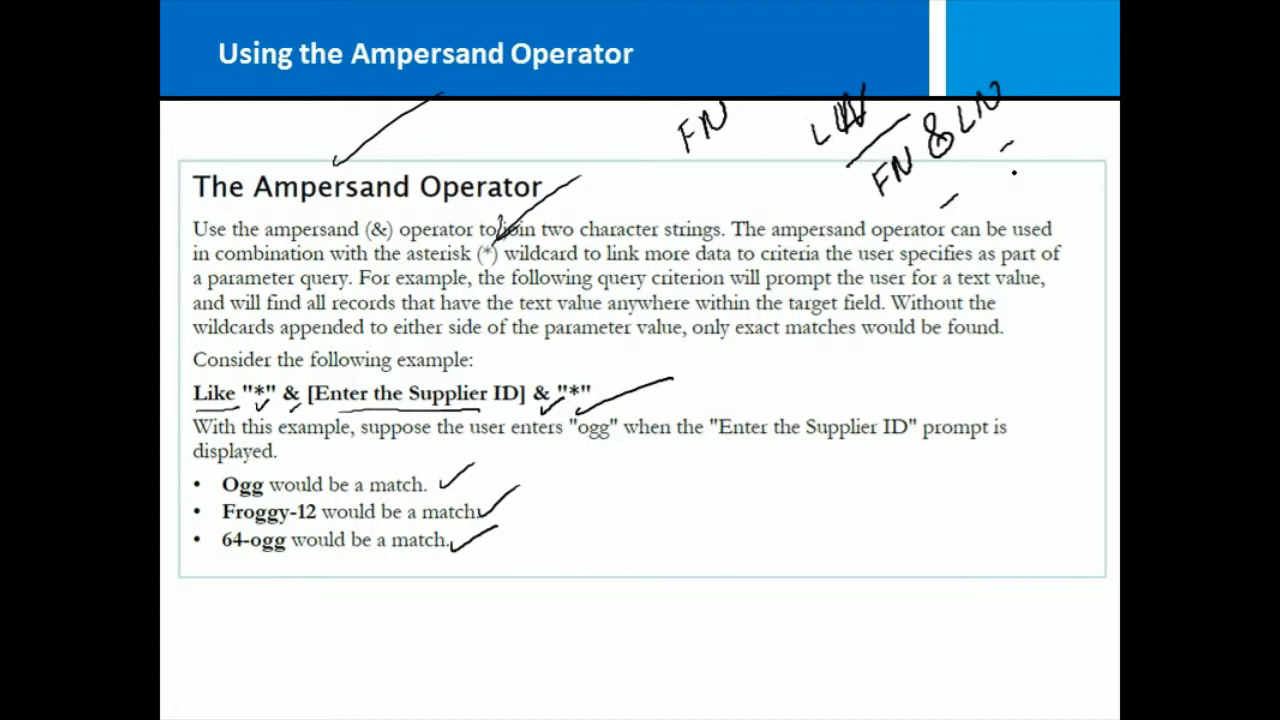 Using the Ampersand Operator
FN
LN
FN & LN
The Ampersand Operator
Use the ampersand (&) operator to join two character strings. The ampersand operator can be used
in combination with the asterisk (*) wildcard to link more data to criteria the user specifies as part of
a parameter query. For example, the following query criterion will prompt the user for a text value,
and will find all records that have the text value anywhere within the target field. Without the
wildcards appended to either side of the parameter value, only exact matches would be found.
Consider the following example:
Like "*" & [Enter the Supplier ID] & "*"
With this example, suppose the user enters "ogg" when the "Enter the Supplier ID" prompt is
displayed.
• Ogg would be a match.
• Froggy-12 would be a match.
• 64-ogg would be a match.